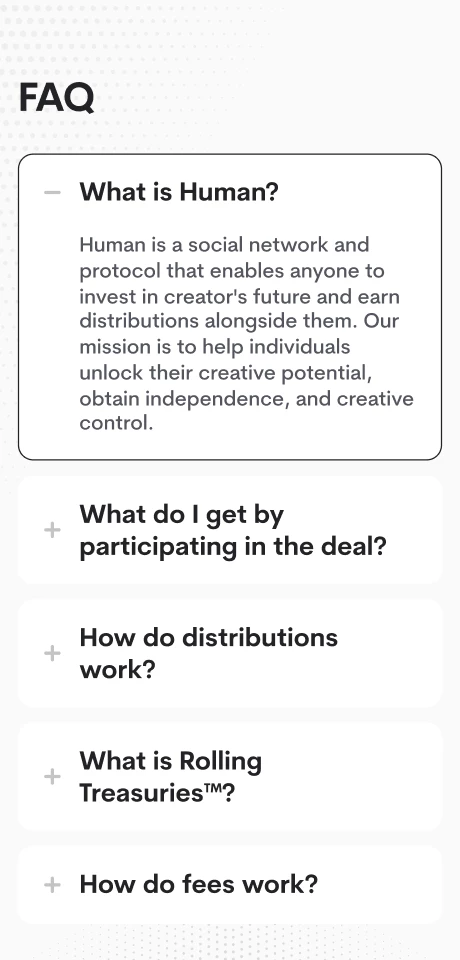 FAQ
What is Human?
Human is a social network and
protocol that enables anyone to
invest in creator's future and earn
distributions alongside them. Our
mission is to help individuals
unlock their creative potential,
obtain independence, and creative
control.
What do I get by
participating in the deal?
How do distributions
work?
What is Rolling
Treasuries™?
How do fees work?